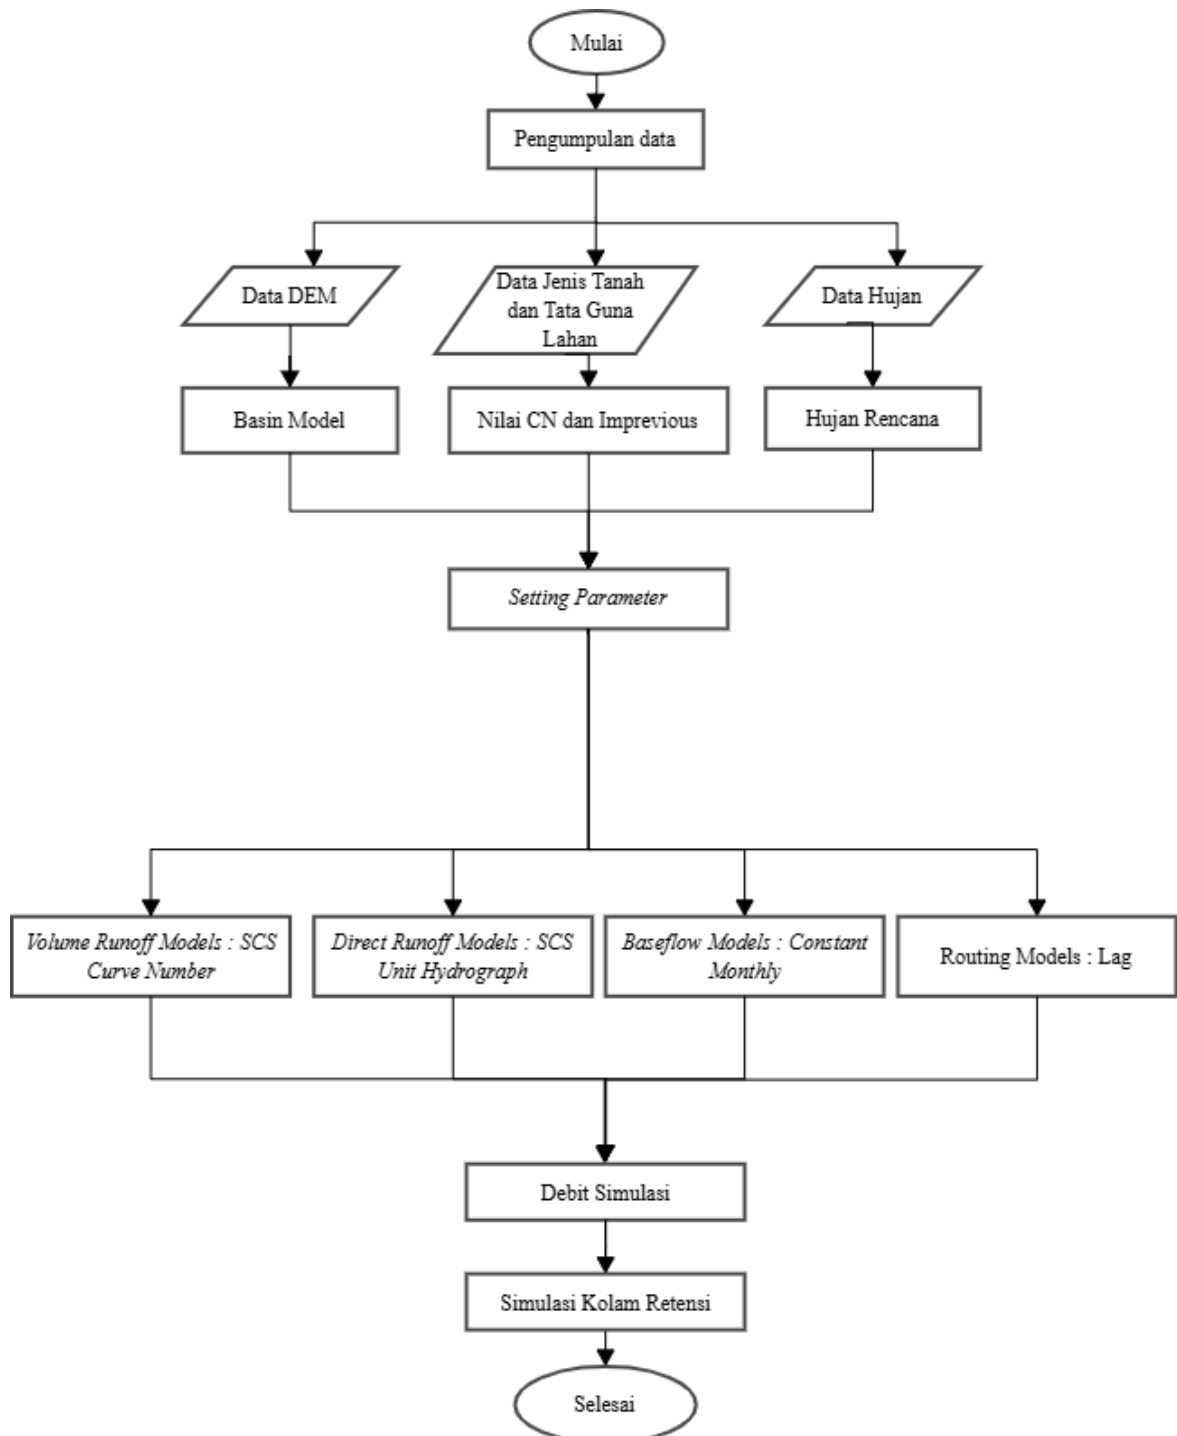 Mulai
Pengumpulan data
Data DEM
Data Jenis Tanah
dan Tata Guna
Lahan
Data Hujan
Basin Model
Nilai CN dan Imprevious
Hujan Rencana
Setting Parameter
Volume Runoff Models : SCS
Curve Number
Direct Runoff Models : SCS
Unit Hydrograph
Baseflow Models : Constant
Monthly
Routing Models : Lag
Debit Simulasi
Simulasi Kolam Retensi
Selesai